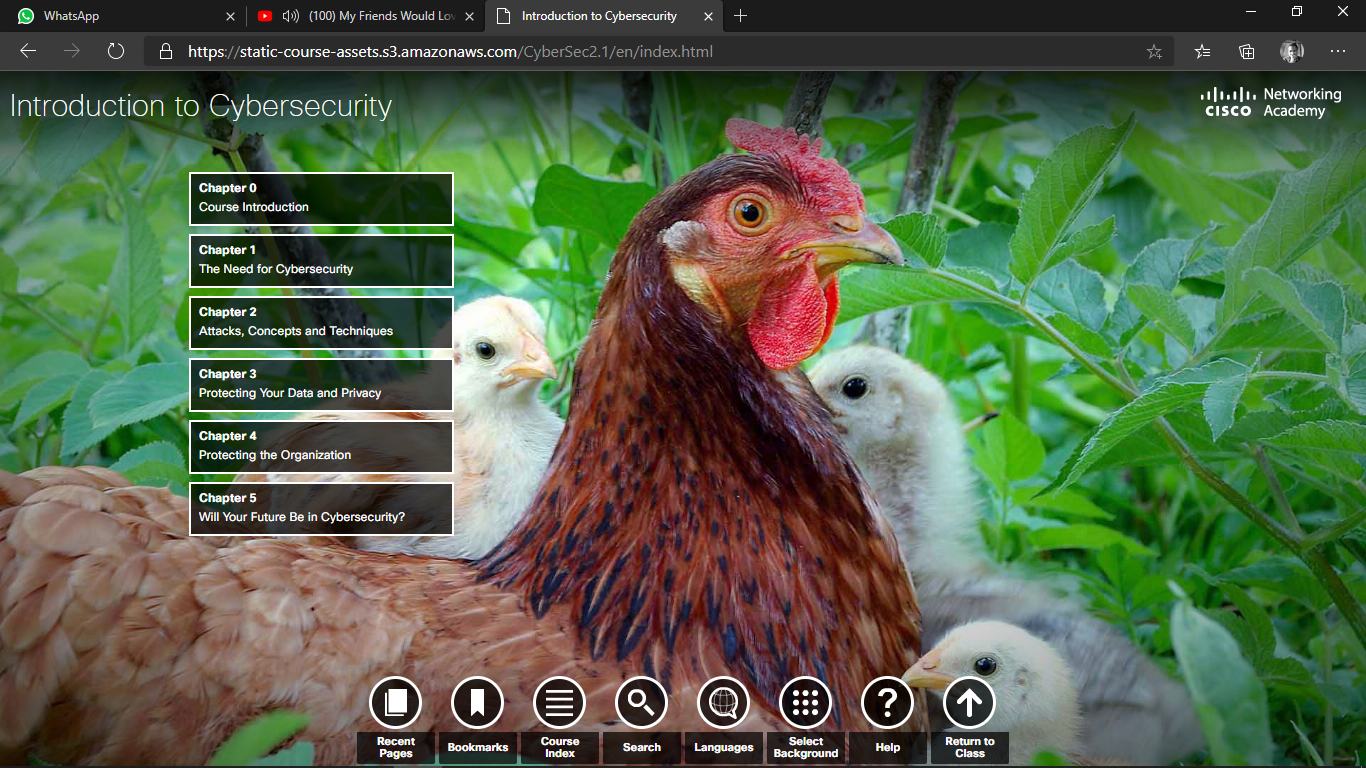 WhatsApp
(100) My Friends Would Lov
Introduction to Cybersecurity
https://static-course-assets.s3.amazonaws.com/CyberSec2.1/en/index.html
Introduction to Cybersecurity
CISCO Networking Academy
Chapter 0
Course Introduction
Chapter 1
The Need for Cybersecurity
Chapter 2
Attacks, Concepts and Techniques
Chapter 3
Protecting Your Data and Privacy
Chapter 4
Protecting the Organization
Chapter 5
Will Your Future Be in Cybersecurity?
Recent Pages
Bookmarks
Course Index
Search
Languages
Select Background
Help
Return to Class